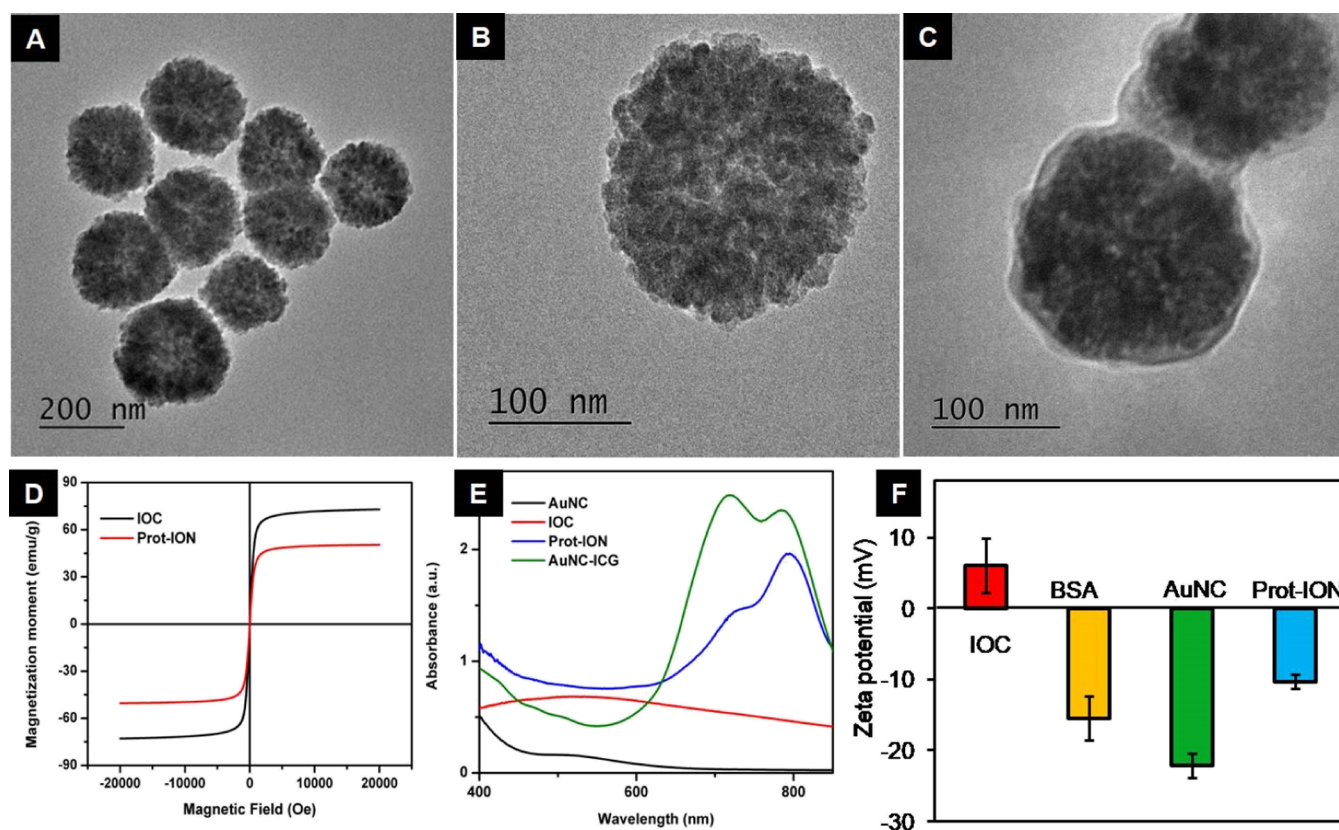 A
200 nm
B
100 nm
C
100 nm
D
90
60
30
0
-30
-60
-90
Magnetization moment (emu/g)
IOC
Prot-ION
-20000 -10000 0 10000 20000
Magnetic Field (Oe)
E
2
1
0
Absorbance (a.u.)
AuNC
IOC
Prot-ION
AuNC-ICG
400 600 800
Wavelength (nm)
F
10
0
-10
-20
-30
Zeta potential (mV)
BSA AuNC Prot-ION
IOC